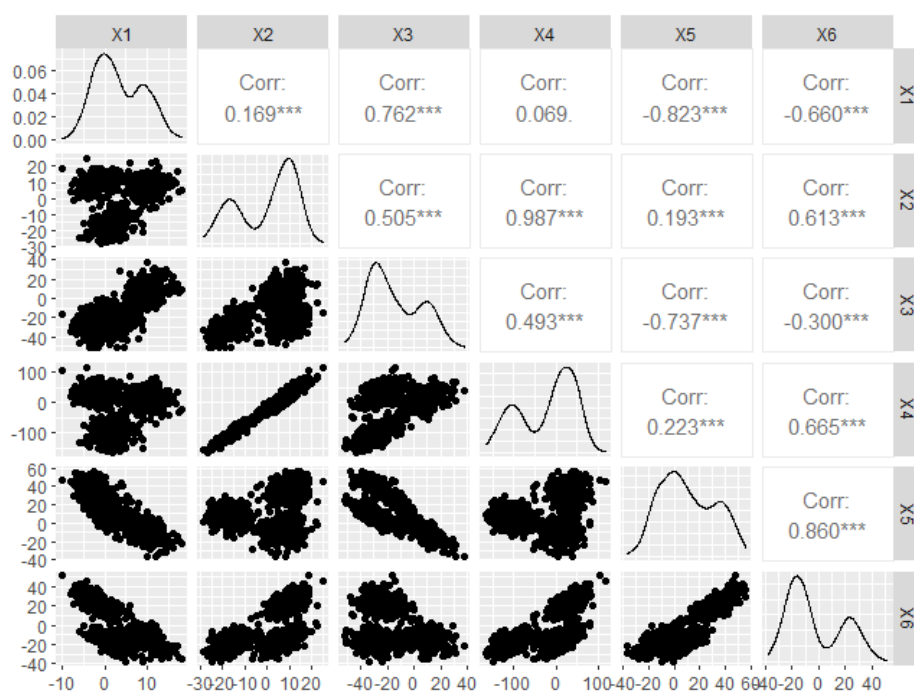 X1 X2 X3 X4 X5 X6
0.06
0.04
0.02
0.00
Corr:
0.169***
Corr:
0.762***
Corr:
0.069.
Corr:
-0.823***
Corr:
-0.660***
X1
20
10
0
-10
-20
-30
Corr:
0.505***
Corr:
0.987***
Corr:
0.193***
Corr:
0.613***
X2
40
20
0
-20
-40
Corr:
0.493***
Corr:
-0.737***
Corr:
-0.300***
X3
100
0
-100
Corr:
0.223***
Corr:
0.665***
X4
60
40
20
0
-20
-40
Corr:
0.860***
X5
40
20
0
-20
-40
X6
-10 0 10
-30 -20 -10 0 10 20
-40 -20 0 20 40
-100 0 100
-40 -20 0 20 40 60
-40 -20 0 20 40